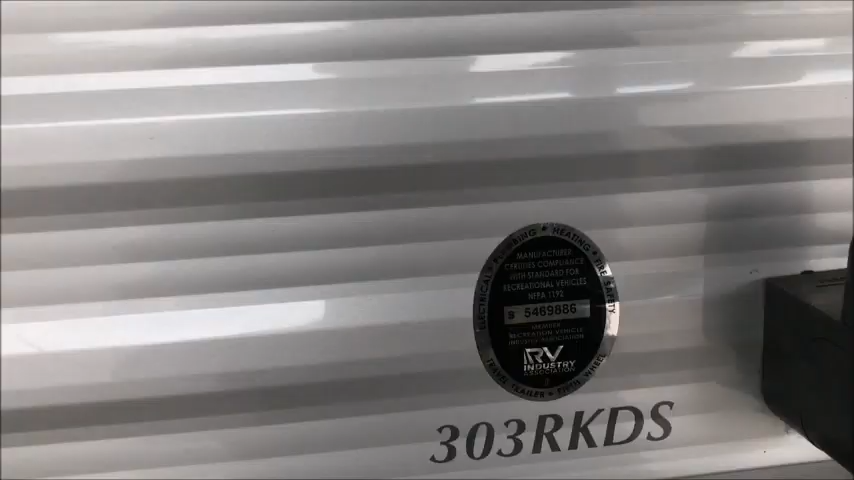 ELECTRICAL • PLUMBING • HEATING • FIRE SAFETY
MANUFACTURER
CERTIFIES COMPLIANCE
WITH STANDARD FOR
RECREATIONAL VEHICLES
NFPA 1192
5469886
MEMBER
RECREATION VEHICLE
INDUSTRY ASSOCIATION
RV
INDUSTRY
ASSOCIATION
TRAVEL TRAILER • FIFTH WHEEL
303RKDS